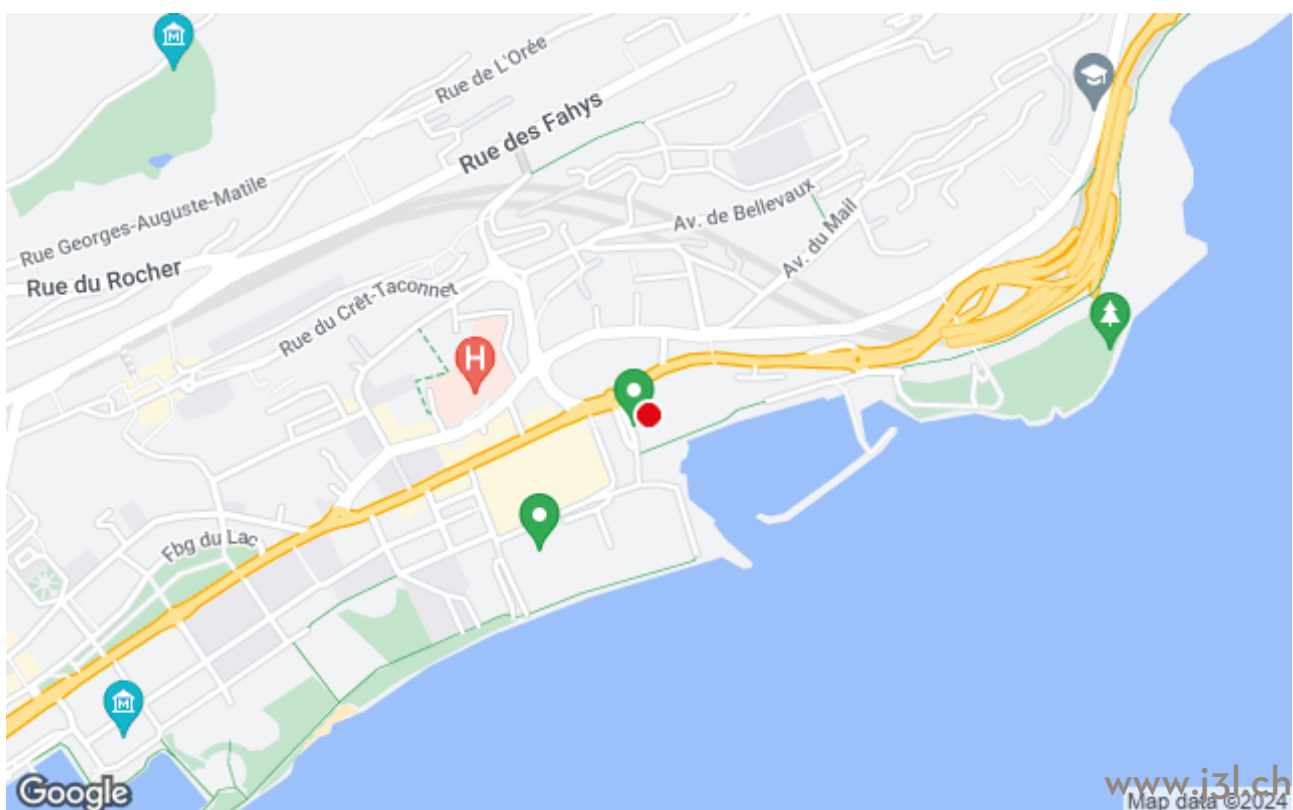 M
Rue de L'Orée
Rue des Fahys
Rue Georges-Auguste-Matile
Av. de Bellevaux
Av. du Mail
Rue du Rocher
Rue du Crêt-Taconnet
H
Fbg du Lac
M
Google
www.j3l.ch
Map data ©2024